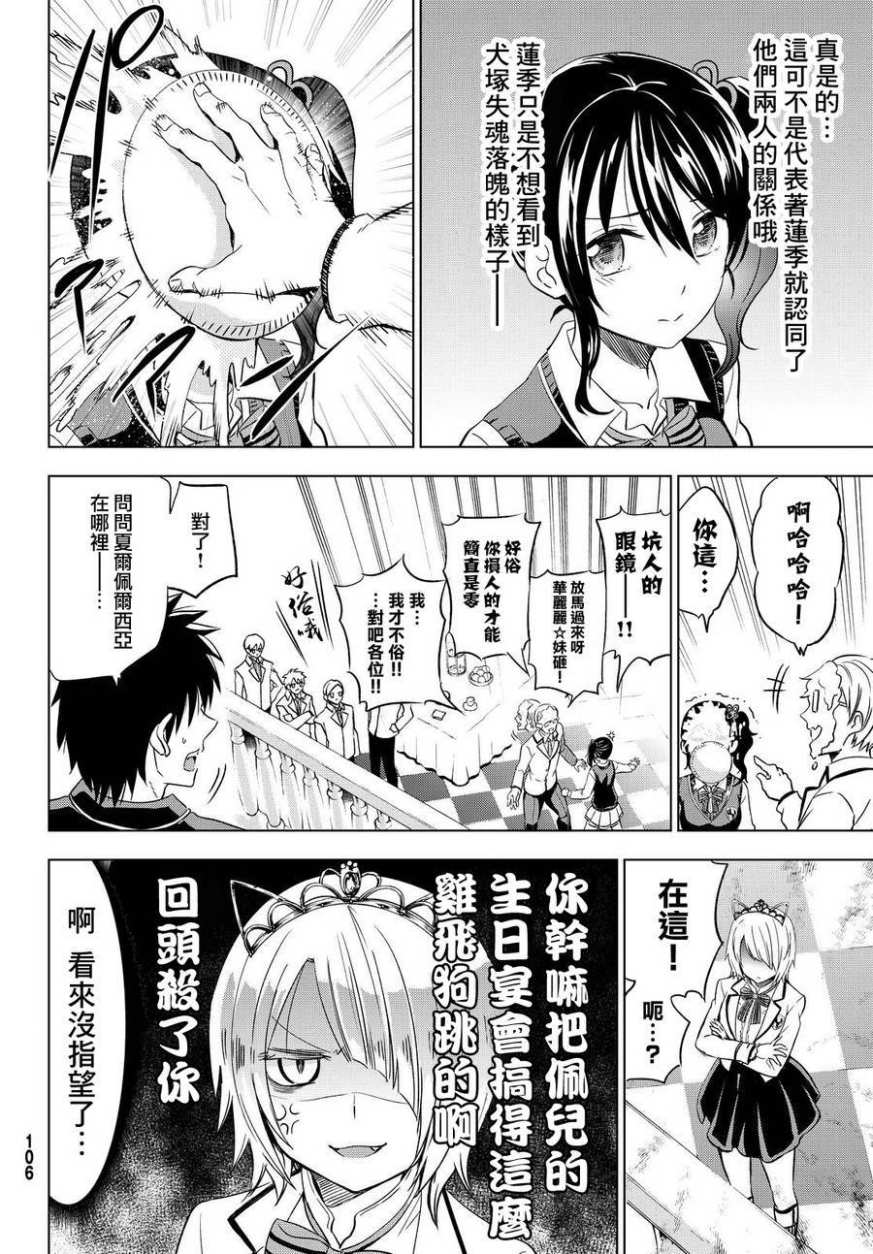 真是的…
這可不是代表著蓮季就認同了
他們兩人的關係哦
蓮季只是不想看到
犬塚失魂落魄的樣子——
啊哈哈哈!
你這…
坑人的
眼鏡——!!
放馬過來呀
華麗麗☆妹砸!
好俗
你損人的才能
簡直是零
我…
我才不俗!!
…對吧各位!!
好俗哦
對了!
問問夏爾佩爾西亞
在哪裡——…
在這!
呃…?
你幹嘛把佩兒的
生日宴會搞得這麼
雞飛狗跳的啊
回頭殺了你
啊 看來沒指望了…
106